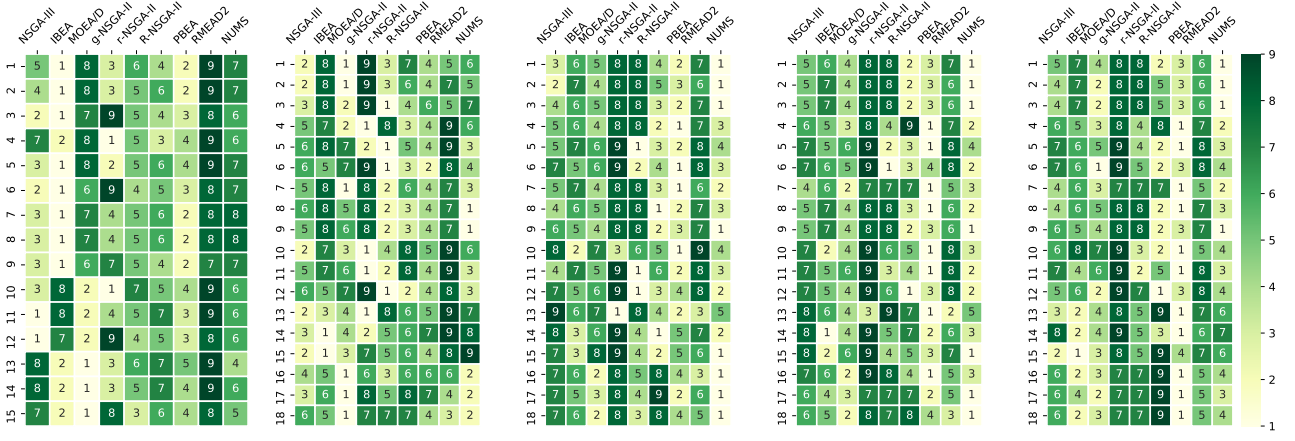 NSGA-III IBEA MOEA/D g-NSGA-II r-NSGA-II R-NSGA-II PBEA RMEAD2 NUMS
1 5 1 8 3 6 4 2 9 7
2 4 1 8 3 5 6 2 9 7
3 2 1 7 9 5 4 3 8 6
4 7 2 8 1 5 3 4 9 6
5 3 1 8 2 5 6 4 9 7
6 2 1 6 9 4 5 3 8 7
7 3 1 7 4 5 6 2 8 8
8 3 1 7 4 5 6 2 8 8
9 3 1 6 7 5 4 2 7 7
10 3 8 2 1 7 5 4 9 6
11 1 8 2 4 5 7 3 9 6
12 1 7 2 9 4 5 3 8 6
13 8 2 1 3 6 7 5 9 4
14 8 2 1 3 5 7 4 9 6
15 7 2 1 8 3 6 4 8 5
NSGA-III IBEA MOEA/D g-NSGA-II r-NSGA-II R-NSGA-II PBEA RMEAD2 NUMS
1 2 8 1 9 3 7 4 5 6
2 3 8 1 9 2 6 4 7 5
3 3 8 2 9 1 4 6 5 7
4 5 7 2 1 8 3 4 9 6
5 6 8 7 2 1 5 4 9 3
6 6 5 7 9 1 3 2 8 4
7 5 8 1 8 2 6 4 7 3
8 4 6 5 8 2 3 4 7 1
9 5 8 6 8 2 3 4 7 1
10 2 7 3 1 4 8 5 9 6
11 5 7 6 1 2 8 4 9 3
12 6 5 7 9 1 2 4 8 3
13 2 3 4 1 8 6 5 9 7
14 3 1 4 2 5 6 7 9 8
15 2 1 3 7 5 6 4 8 9
16 4 5 1 7 3 6 6 6 2
17 3 6 1 8 5 8 7 4 2
18 6 5 1 7 7 7 4 3 2
NSGA-III IBEA MOEA/D g-NSGA-II r-NSGA-II R-NSGA-II PBEA RMEAD2 NUMS
1 3 6 5 8 8 4 2 7 1
2 2 7 4 8 8 5 3 6 1
3 4 6 5 8 8 3 2 7 1
4 5 6 4 8 8 2 1 7 3
5 5 6 7 9 1 3 2 8 4
6 7 5 6 9 2 4 1 8 3
7 5 7 4 8 8 3 1 6 2
8 4 6 5 8 8 1 2 7 3
9 5 6 4 8 8 3 2 7 1
10 8 2 7 3 6 5 1 9 4
11 4 7 5 9 1 6 2 8 3
12 7 5 6 9 1 3 4 8 2
13 9 6 7 1 8 4 2 3 5
14 7 3 6 9 4 1 5 7 2
15 7 3 8 9 4 2 5 6 1
16 7 6 2 8 5 8 4 3 1
17 7 5 3 8 4 9 6 2 1
18 7 6 2 8 3 8 4 5 1
NSGA-III IBEA MOEA/D g-NSGA-II r-NSGA-II R-NSGA-II PBEA RMEAD2 NUMS
1 5 6 4 8 8 2 3 7 1
2 5 7 4 8 8 2 3 6 1
3 5 7 4 8 8 2 3 6 1
4 6 5 3 8 4 9 1 7 2
5 7 6 5 9 2 3 1 8 4
6 7 5 6 9 1 3 4 8 2
7 4 6 2 7 7 7 1 5 3
8 5 7 4 8 8 3 1 6 2
9 5 7 4 8 8 2 3 6 1
10 7 2 4 9 6 5 1 8 3
11 7 6 5 9 3 4 1 8 2
12 7 5 4 9 6 1 3 8 2
13 8 6 4 3 9 7 1 2 5
14 8 1 4 9 7 5 2 6 3
15 8 2 6 9 4 5 3 7 1
16 7 6 2 9 8 4 5 3 1
17 6 5 2 9 7 8 4 3 1
18 6 5 2 8 7 8 4 3 1
NSGA-III IBEA MOEA/D g-NSGA-II r-NSGA-II R-NSGA-II PBEA RMEAD2 NUMS
1 5 7 4 8 8 2 3 6 1
2 5 7 4 8 8 2 3 6 1
3 4 7 5 8 8 2 3 6 1
4 6 5 3 8 4 8 1 7 2
5 7 6 5 9 1 3 2 8 4
6 7 5 6 9 2 1 3 8 4
7 4 6 3 7 7 7 1 5 2
8 4 6 5 8 8 2 1 7 3
9 5 6 4 8 8 2 1 7 3
10 6 8 7 9 3 2 1 5 4
11 7 4 6 9 2 5 1 8 3
12 5 6 2 9 7 1 3 8 4
13 7 3 2 8 5 9 1 6 4
14 8 2 4 9 5 3 1 6 7
15 2 1 3 8 5 9 4 7 6
16 6 2 3 8 7 9 1 5 4
17 6 3 4 8 7 9 1 5 2
18 6 2 3 7 7 9 1 5 4
9
8
7
6
5
4
3
2
1